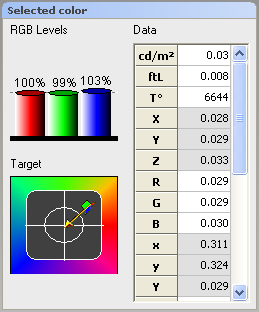 Selected color
RGB Levels
Data
100% 99% 103%
Target
cd/m² 0.03
ftL 0.008
T° 6644
X 0.028
Y 0.029
Z 0.033
R 0.029
G 0.029
B 0.030
x 0.311
y 0.324
Y 0.029